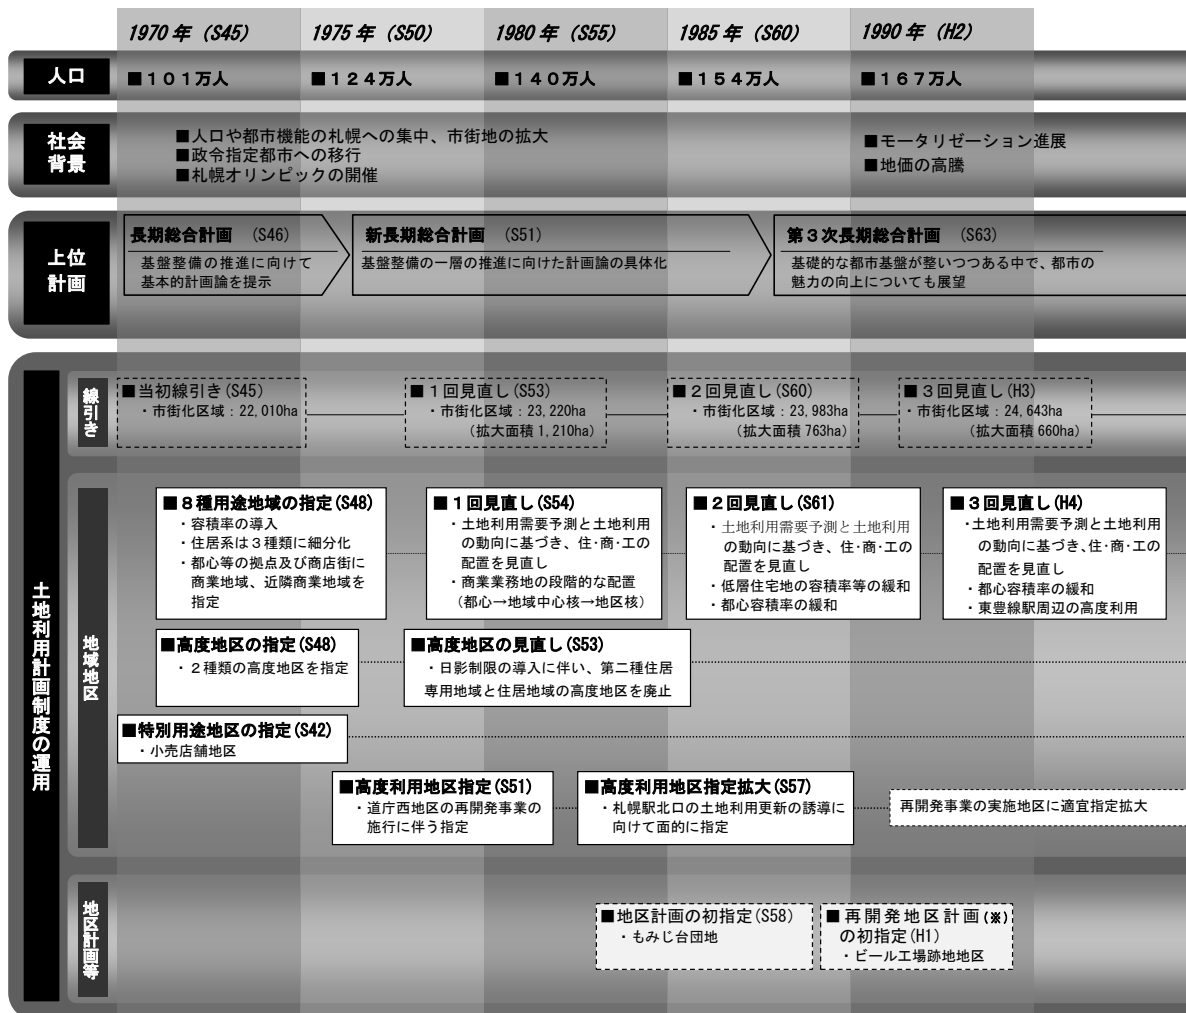 1970年（S45）
1975年（S50）
1980年（S55）
1985年（S60）
1990年（H2）
人口
■１０１万人
■１２４万人
■１４０万人
■１５４万人
■１６７万人
社会
背景
■人口や都市機能の札幌への集中、市街地の拡大
■政令指定都市への移行
■札幌オリンピックの開催
■モータリゼーション進展
■地価の高騰
上位
計画
長期総合計画　（S46）
基盤整備の推進に向けて
基本的計画論を提示
新長期総合計画　（S51）
基盤整備の一層の推進に向けた計画論の具体化
第３次長期総合計画　（S63）
基礎的な都市基盤が整いつつある中で、都市の
魅力の向上についても展望
土地利用計画制度の運用
線引き
■当初線引き(S45)
・市街化区域：22,010ha
■１回見直し(S53)
・市街化区域：23,220ha
（拡大面積1,210ha）
■２回見直し(S60)
・市街化区域：23,983ha
（拡大面積763ha）
■３回見直し(H3)
・市街化区域：24,643ha
（拡大面積660ha）
地域地区
■８種用途地域の指定(S48)
・容積率の導入
・住居系は３種類に細分化
・都心等の拠点及び商店街に
商業地域、近隣商業地域を
指定
■１回見直し(S54)
・土地利用需要予測と土地利用
の動向に基づき、住･商･工の
配置を見直し
・商業業務地の段階的な配置
（都心→地域中心核→地区核）
■２回見直し(S61)
・土地利用需要予測と土地利用
の動向に基づき、住･商･工の
配置を見直し
・低層住宅地の容積率等の緩和
・都心容積率の緩和
■３回見直し(H4)
・土地利用需要予測と土地利用
の動向に基づき、住･商･工の
配置を見直し
・都心容積率の緩和
・東豊線駅周辺の高度利用
■高度地区の指定(S48)
・２種類の高度地区を指定
■高度地区の見直し(S53)
・日影制限の導入に伴い、第二種住居
専用地域と住居地域の高度地区を廃止
■特別用途地区の指定(S42)
・小売店舗地区
■高度利用地区指定(S51)
・道庁西地区の再開発事業の
施行に伴う指定
■高度利用地区指定拡大(S57)
・札幌駅北口の土地利用更新の誘導に
向けて面的に指定
再開発事業の実施地区に適宜指定拡大
地区計画等
■地区計画の初指定(S58)
・もみじ台団地
■再開発地区計画(※)
の初指定(H1)
・ビール工場跡地地区